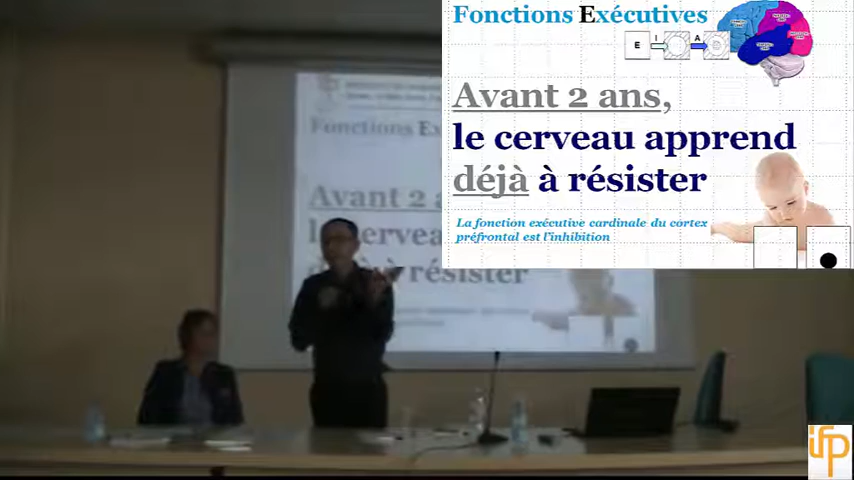 Fonctions Exécutives
E
I
A
Avant 2 ans,
le cerveau apprend
déjà à résister
La fonction exécutive cardinale du cortex
préfrontal est l'inhibition
Fonctions Ex
Avant 2 a
le cerveau
déjà à résister
ifp